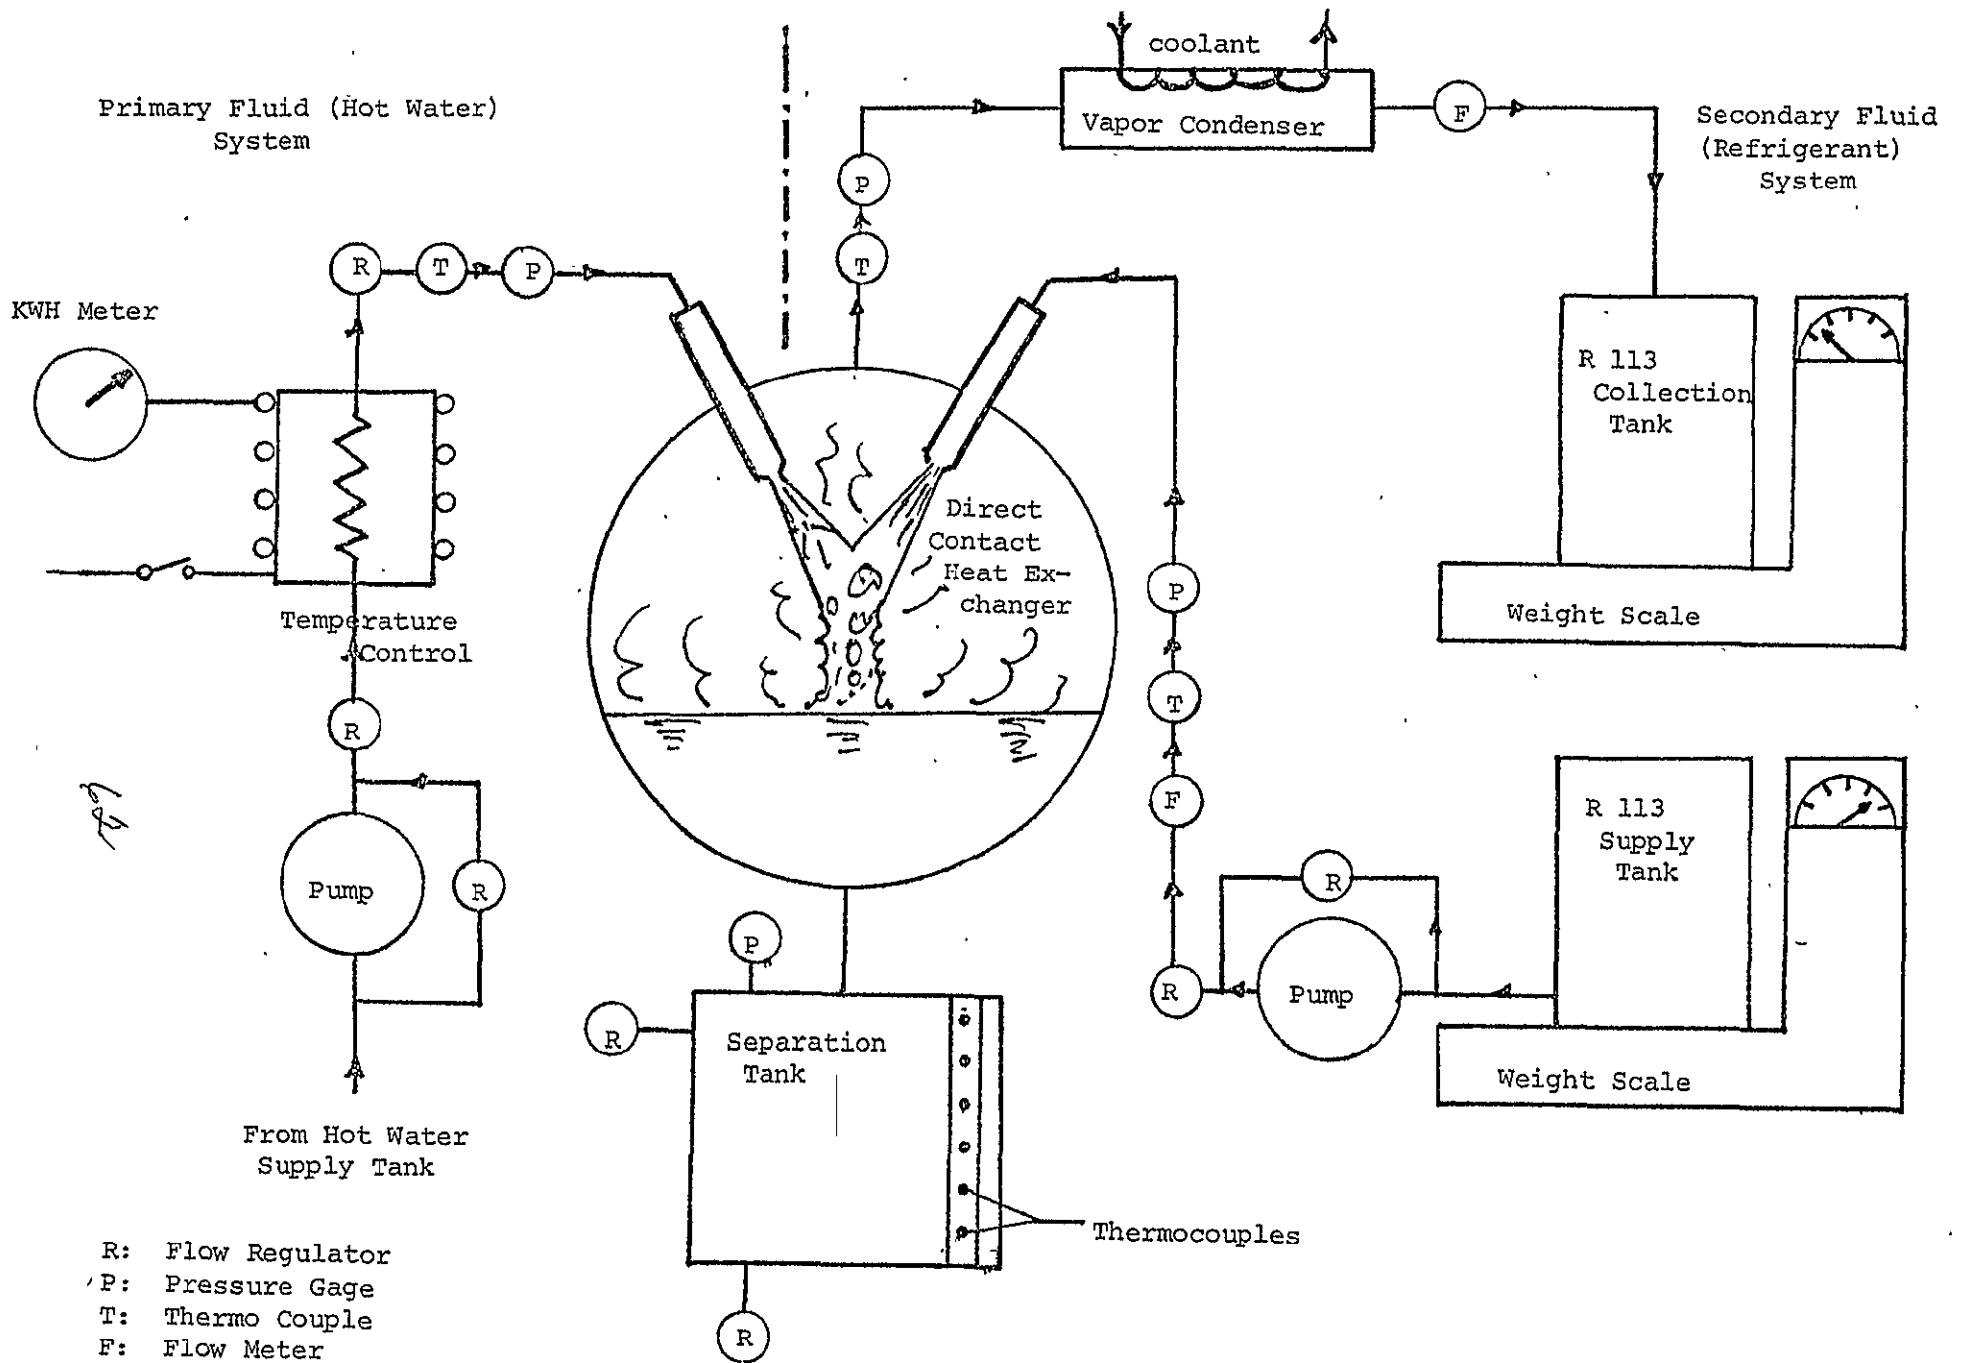 coolant
Primary Fluid (Hot Water)
System
Vapor Condenser
F
Secondary Fluid
(Refrigerant)
System
P
T
R
T
P
KWH Meter
R 113
Collection
Tank
Weight Scale
Direct
Contact
Heat Ex-
changer
Temperature
Control
P
T
F
R
R
Pump
R
R
Pump
R 113
Supply
Tank
Weight Scale
P
R
Separation
Tank
From Hot Water
Supply Tank
Thermocouples
R
R: Flow Regulator
P: Pressure Gage
T: Thermo Couple
F: Flow Meter